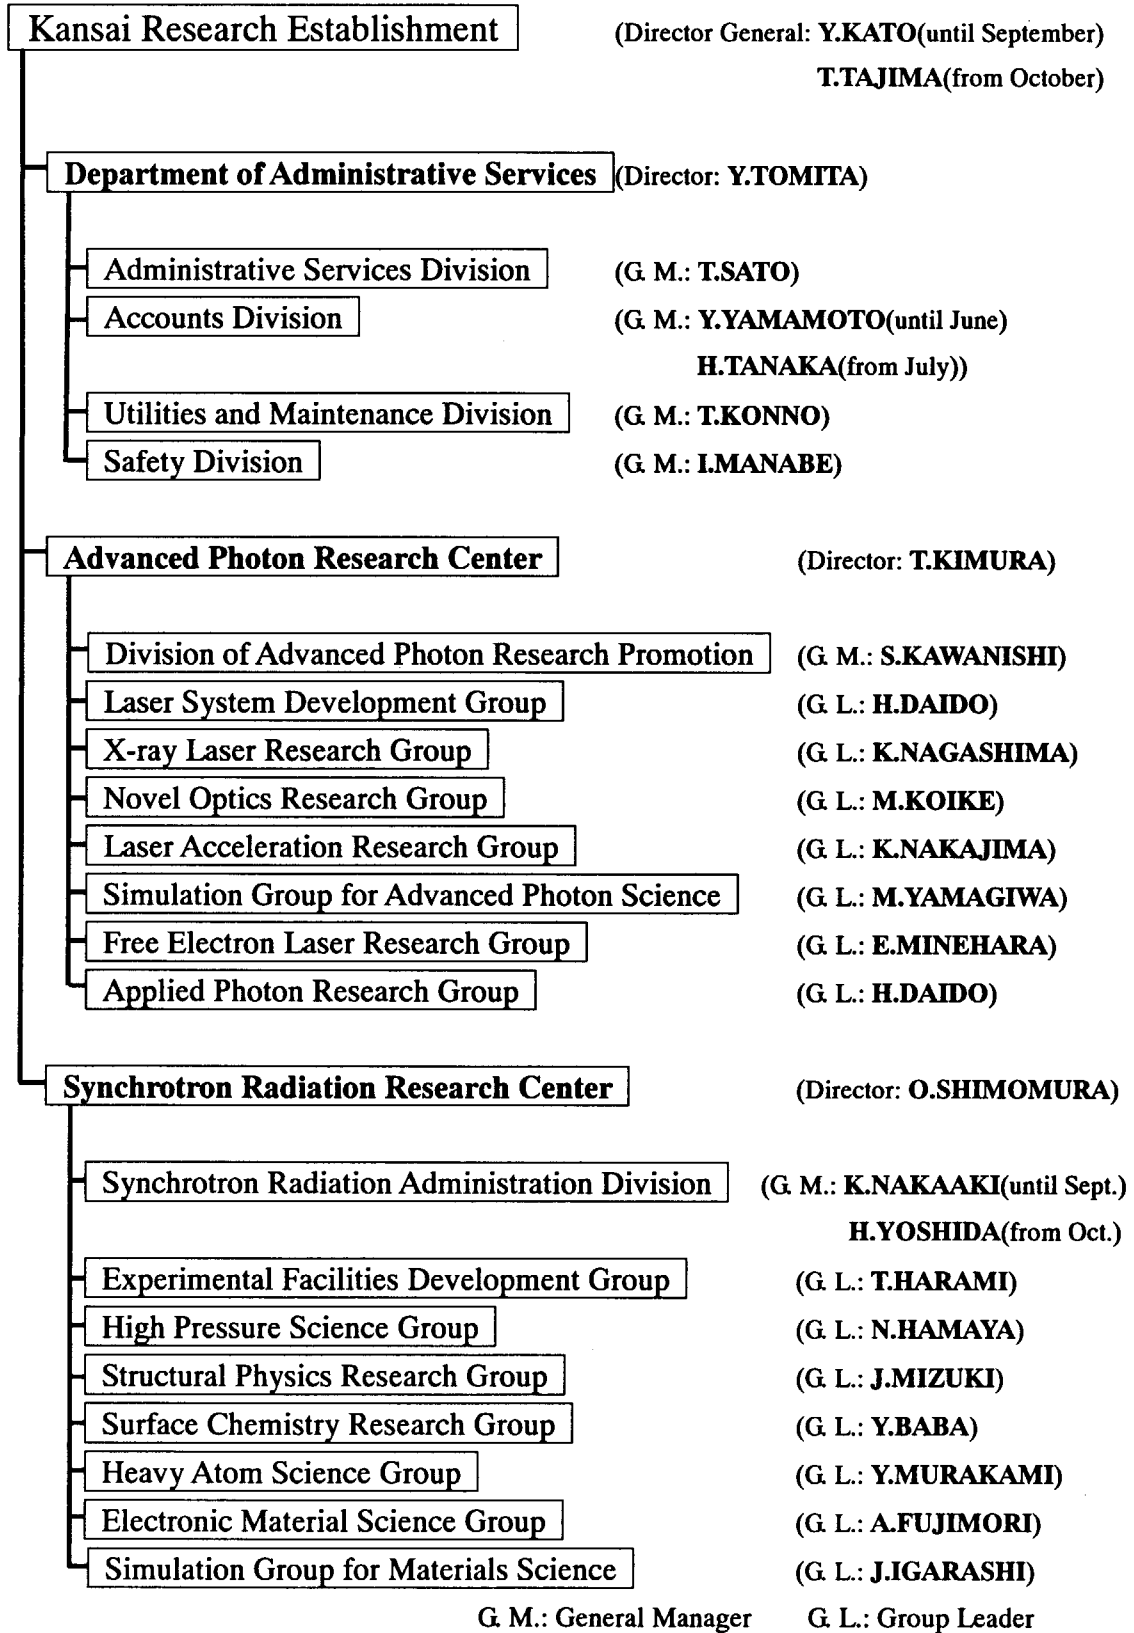 Kansai Research Establishment (Director General: Y.KATO(until September)
T.TAJIMA(from October)
Department of Administrative Services (Director: Y.TOMITA)
Administrative Services Division (G. M.: T.SATO)
Accounts Division (G. M.: Y.YAMAMOTO(until June)
H.TANAKA(from July))
Utilities and Maintenance Division (G. M.: T.KONNO)
Safety Division (G. M.: I.MANABE)
Advanced Photon Research Center (Director: T.KIMURA)
Division of Advanced Photon Research Promotion (G. M.: S.KAWANISHI)
Laser System Development Group (G. L.: H.DAIDO)
X-ray Laser Research Group (G. L.: K.NAGASHIMA)
Novel Optics Research Group (G. L.: M.KOIKE)
Laser Acceleration Research Group (G. L.: K.NAKAJIMA)
Simulation Group for Advanced Photon Science (G. L.: M.YAMAGIWA)
Free Electron Laser Research Group (G. L.: E.MINEHARA)
Applied Photon Research Group (G. L.: H.DAIDO)
Synchrotron Radiation Research Center (Director: O.SHIMOMURA)
Synchrotron Radiation Administration Division (G. M.: K.NAKAAKI(until Sept.)
H.YOSHIDA(from Oct.)
Experimental Facilities Development Group (G. L.: T.HARAMI)
High Pressure Science Group (G. L.: N.HAMAYA)
Structural Physics Research Group (G. L.: J.MIZUKI)
Surface Chemistry Research Group (G. L.: Y.BABA)
Heavy Atom Science Group (G. L.: Y.MURAKAMI)
Electronic Material Science Group (G. L.: A.FUJIMORI)
Simulation Group for Materials Science (G. L.: J.IGARASHI)
G. M.: General Manager G. L.: Group Leader